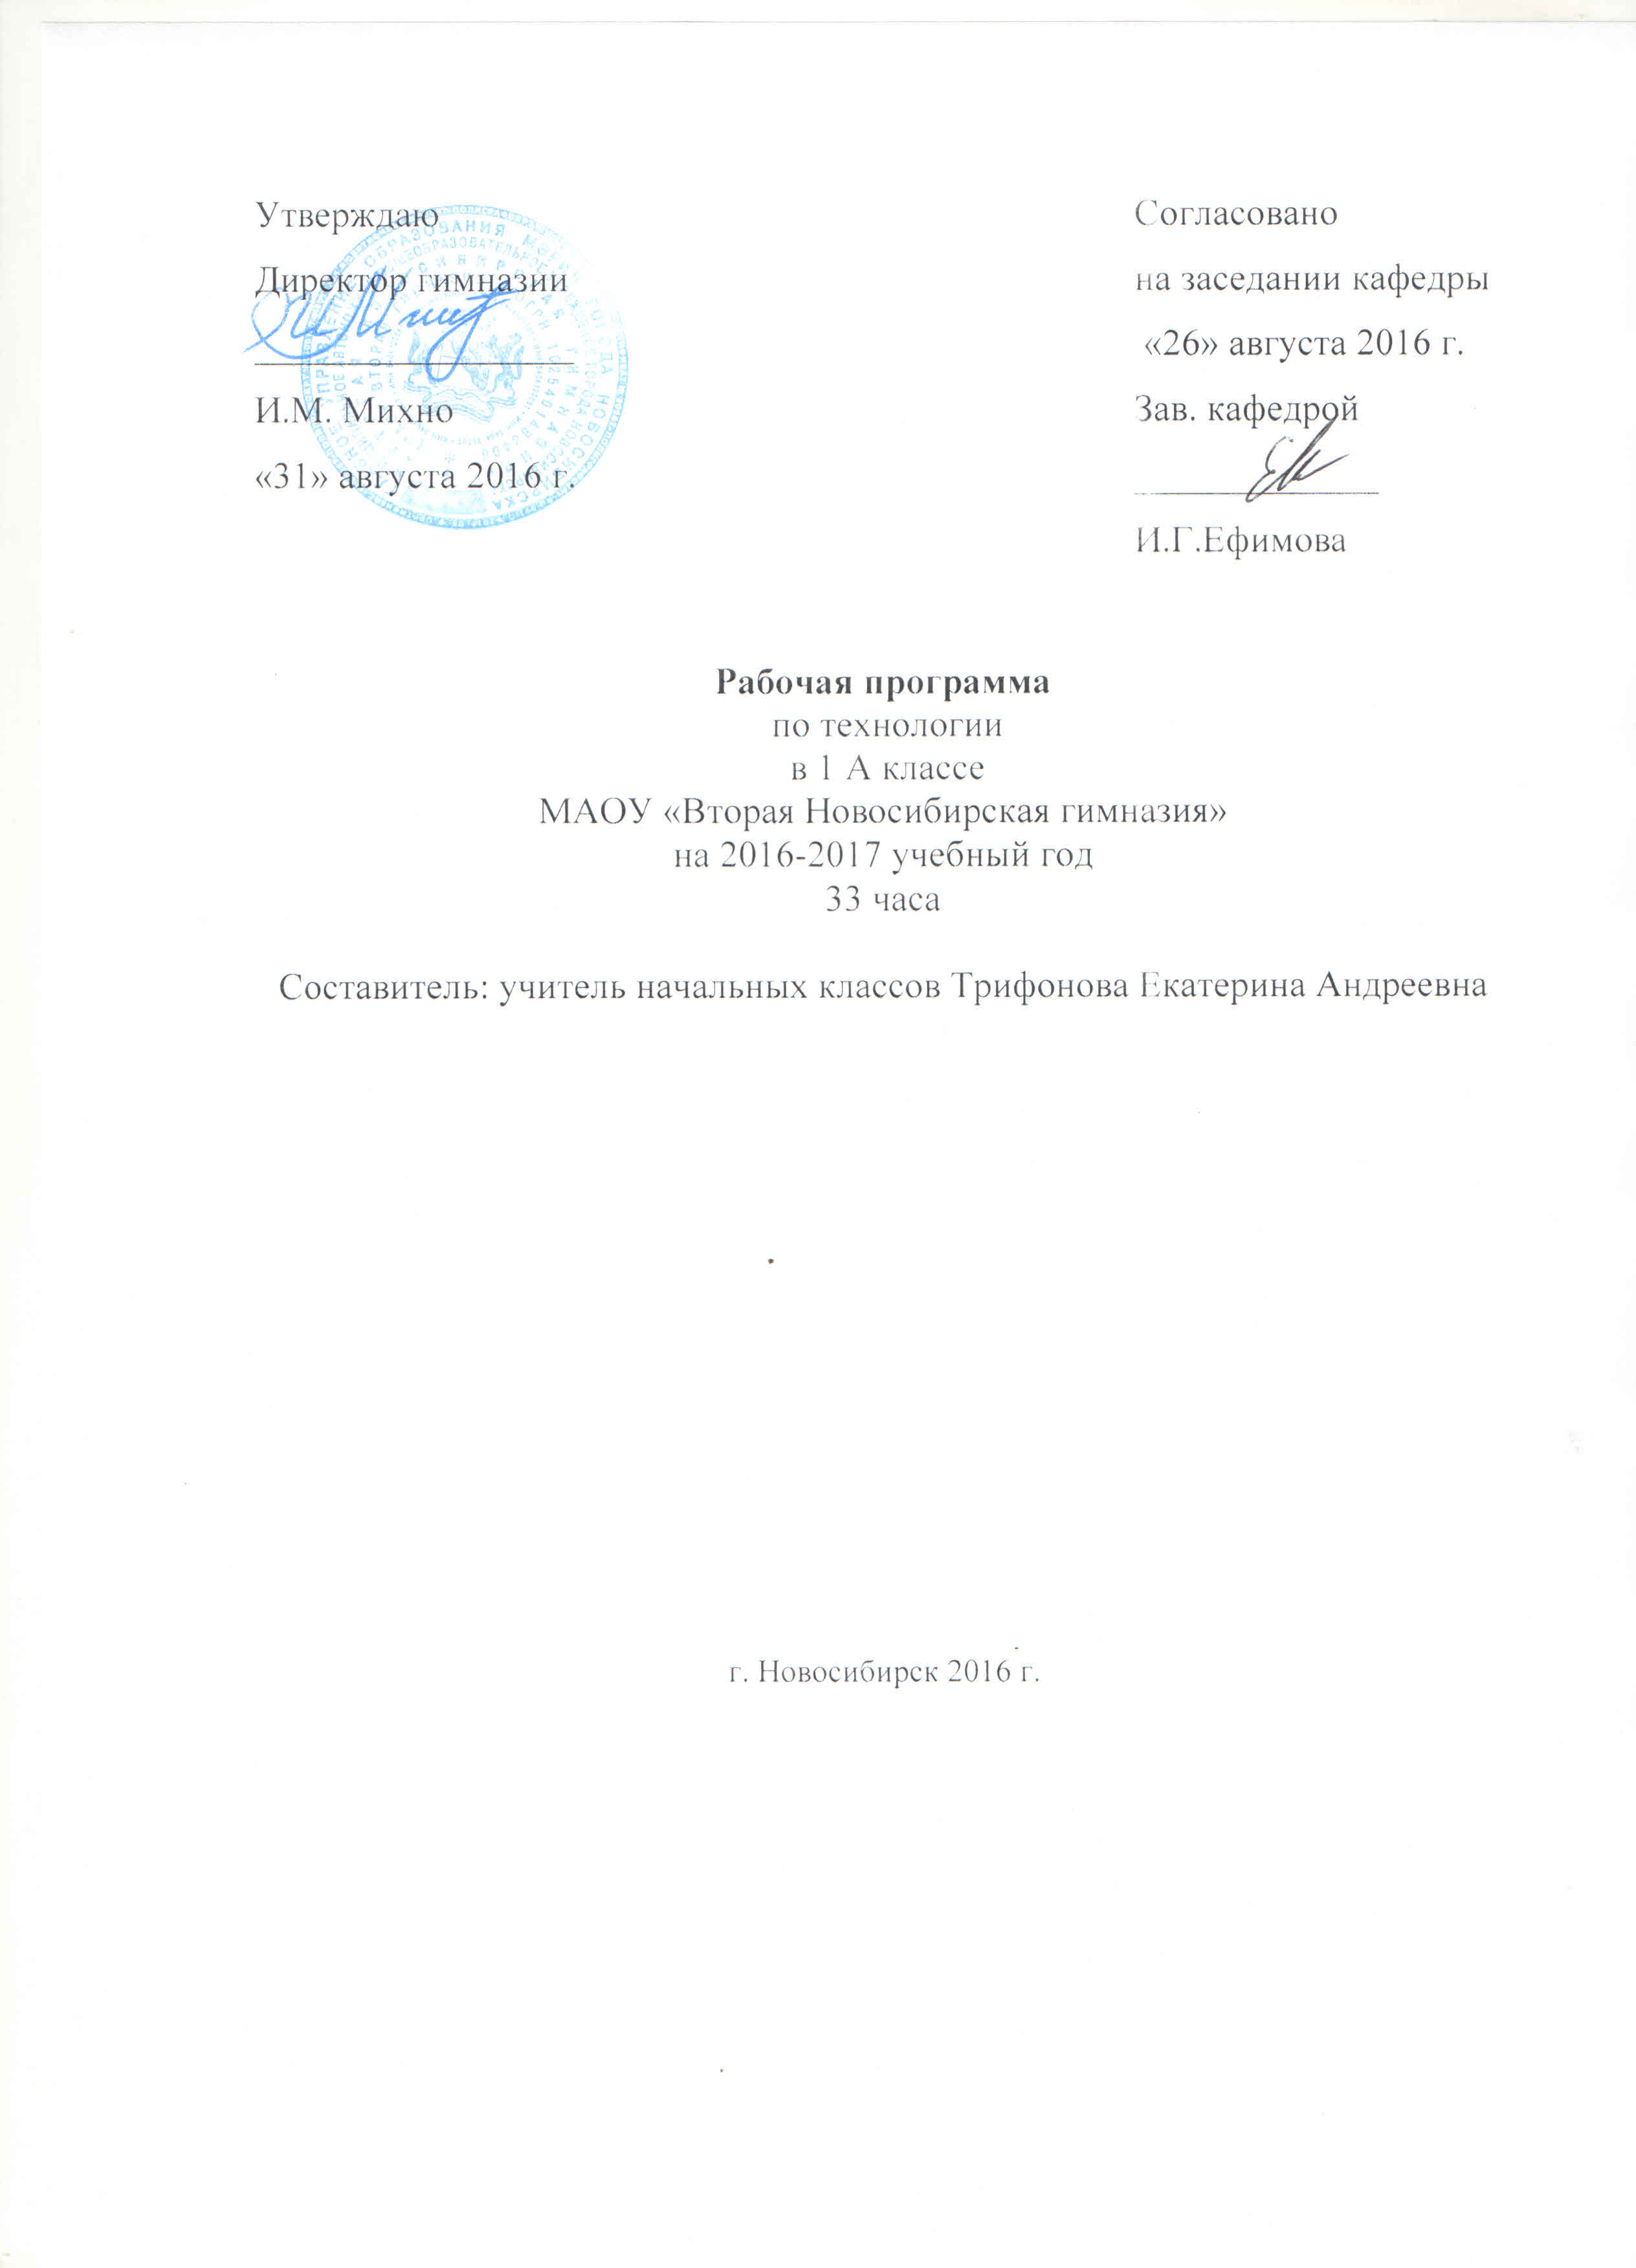 Утверждаю
Директор гимназии
И.М. Михно
«31» августа 2016 г.
Согласовано
на заседании кафедры
«26» августа 2016 г.
Зав. кафедрой
И.Г.Ефимова
Рабочая программа
по технологии
в 1 А классе
МАОУ «Вторая Новосибирская гимназия»
на 2016-2017 учебный год
33 часа
Составитель: учитель начальных классов Трифонова Екатерина Андреевна
г. Новосибирск 2016 г.